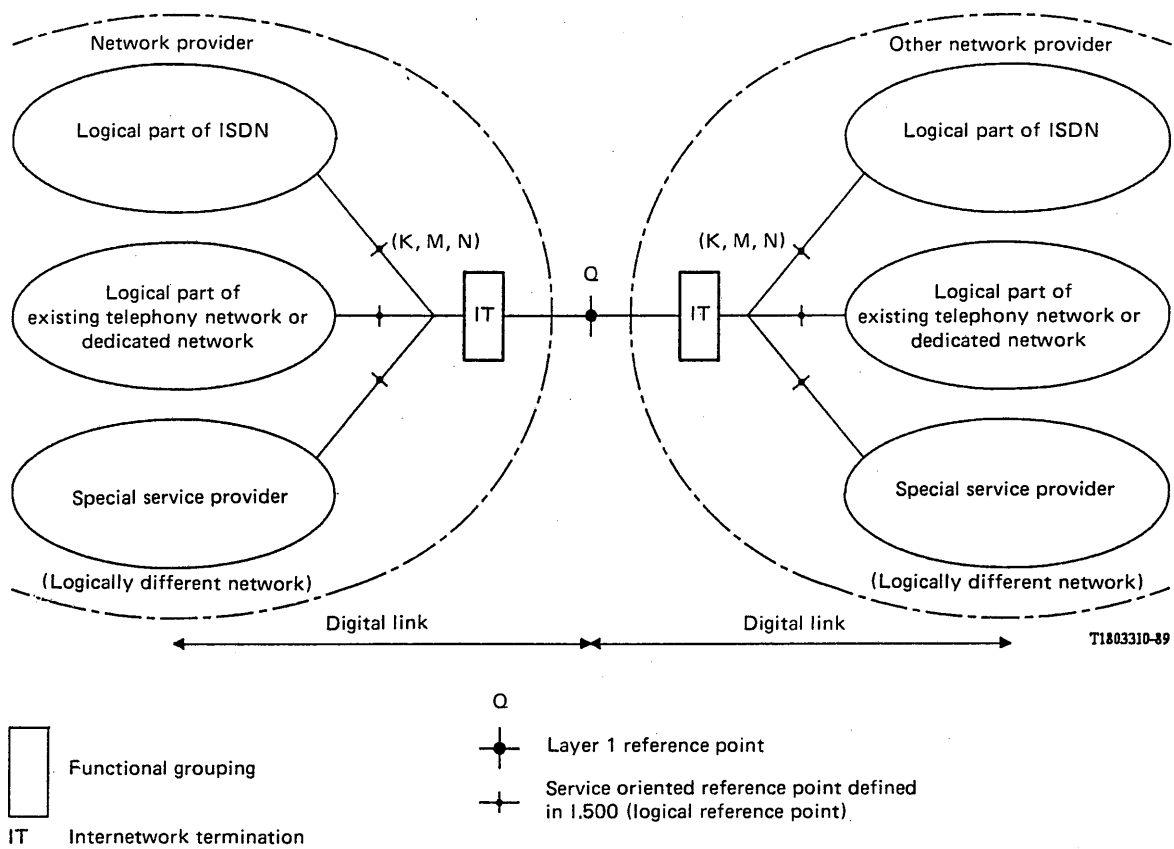 Network provider
Other network provider
Logical part of ISDN
Logical part of ISDN
(K, M, N)
(K, M, N)
Q
Logical part of
existing telephony network or
dedicated network
IT
IT
Logical part of
existing telephony network or
dedicated network
Special service provider
Special service provider
(Logically different network)
(Logically different network)
Digital link
Digital link
T1803310-89
Q
Layer 1 reference point
Functional grouping
Service oriented reference point defined
in I.500 (logical reference point)
IT Internetwork termination